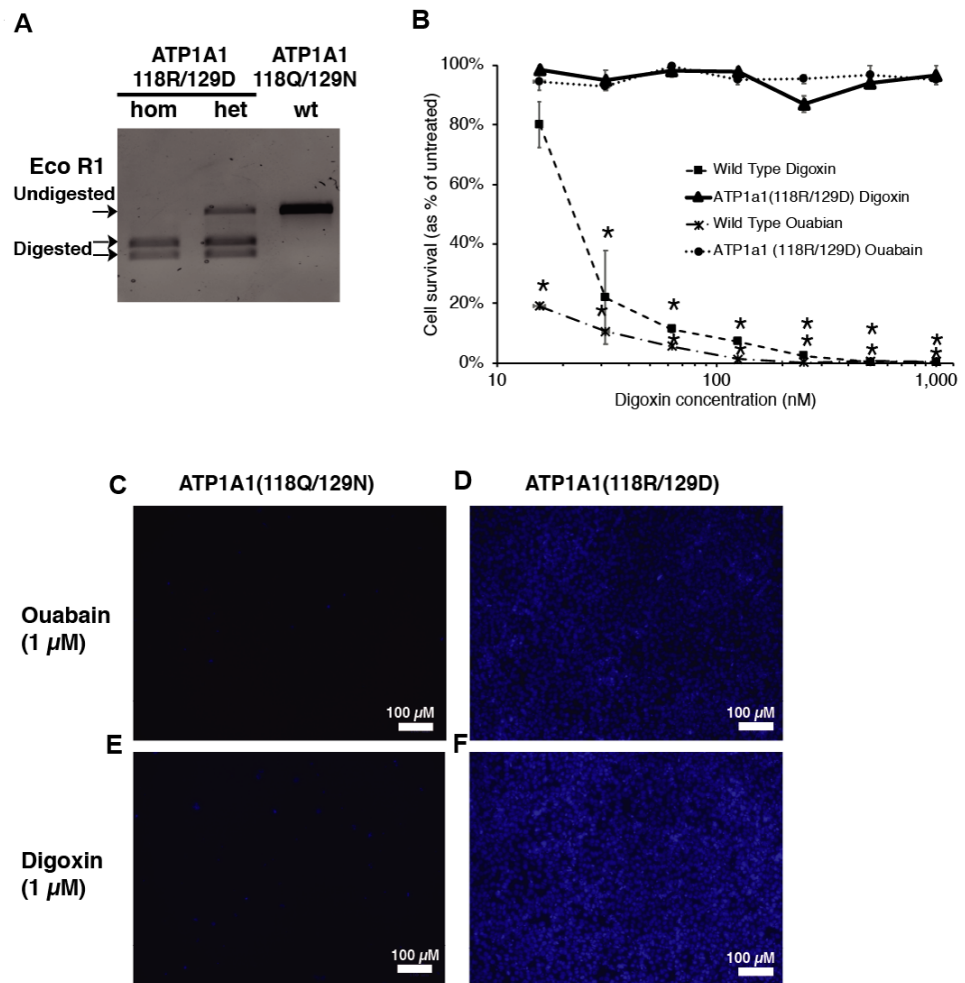 A
ATP1A1 ATP1A1
118R/129D 118Q/129N
hom het wt
Eco R1
Undigested
Digested
B
100%
80%
60%
40%
20%
0%
Cell survival (as % of untreated)
10 100 1,000
Digoxin concentration (nM)
Wild Type Digoxin
ATP1a1(118R/129D) Digoxin
Wild Type Ouabian
ATP1a1 (118R/129D) Ouabain
* * * * * * *
* * * * * * *
C ATP1A1(118Q/129N) D ATP1A1(118R/129D)
Ouabain
(1 µM)
100 µM 100 µM
E F
Digoxin
(1 µM)
100 µM 100 µM